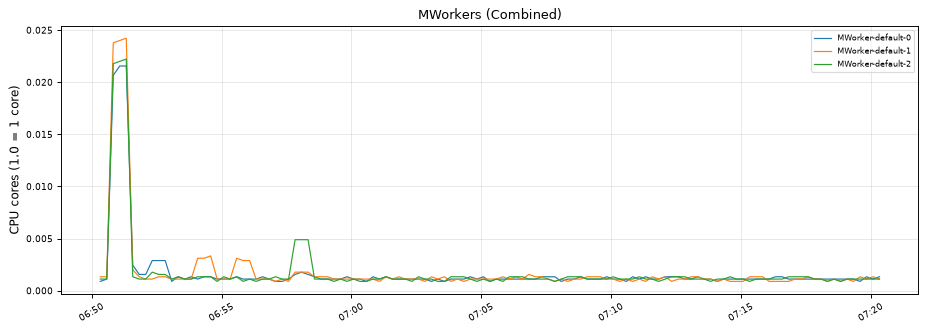 MWorkers (Combined)
CPU cores (1.0 = 1 core)
0.025
0.020
0.015
0.010
0.005
0.000
06:50
06:55
07:00
07:05
07:10
07:15
07:20
MWorker-default-0
MWorker-default-1
MWorker-default-2